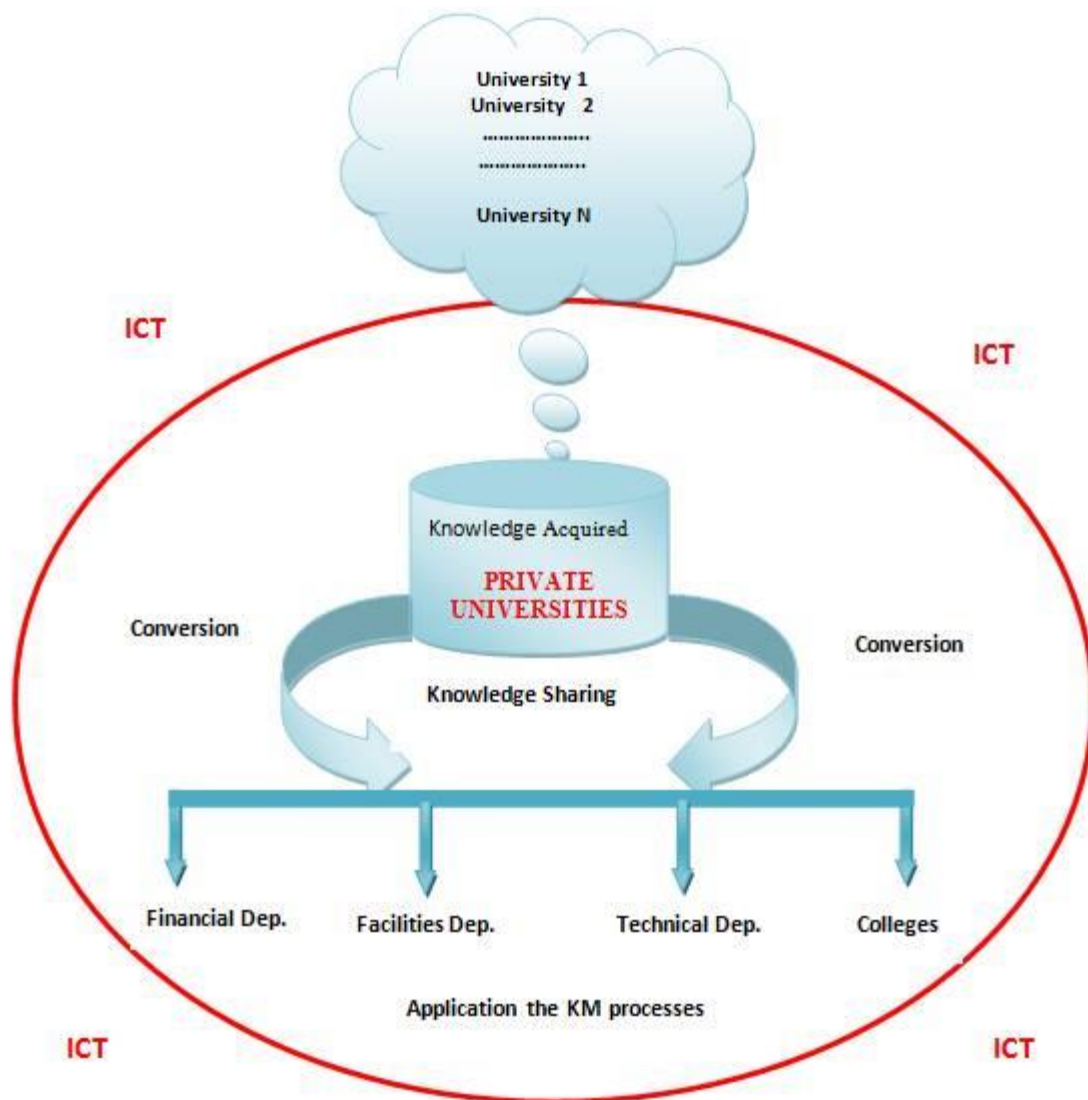 University 1
University 2
......................
......................
University N
ICT
ICT
Knowledge Acquired
PRIVATE
UNIVERSITIES
Conversion
Conversion
Knowledge Sharing
Financial Dep.
Facilities Dep.
Technical Dep.
Colleges
Application the KM processes
ICT
ICT